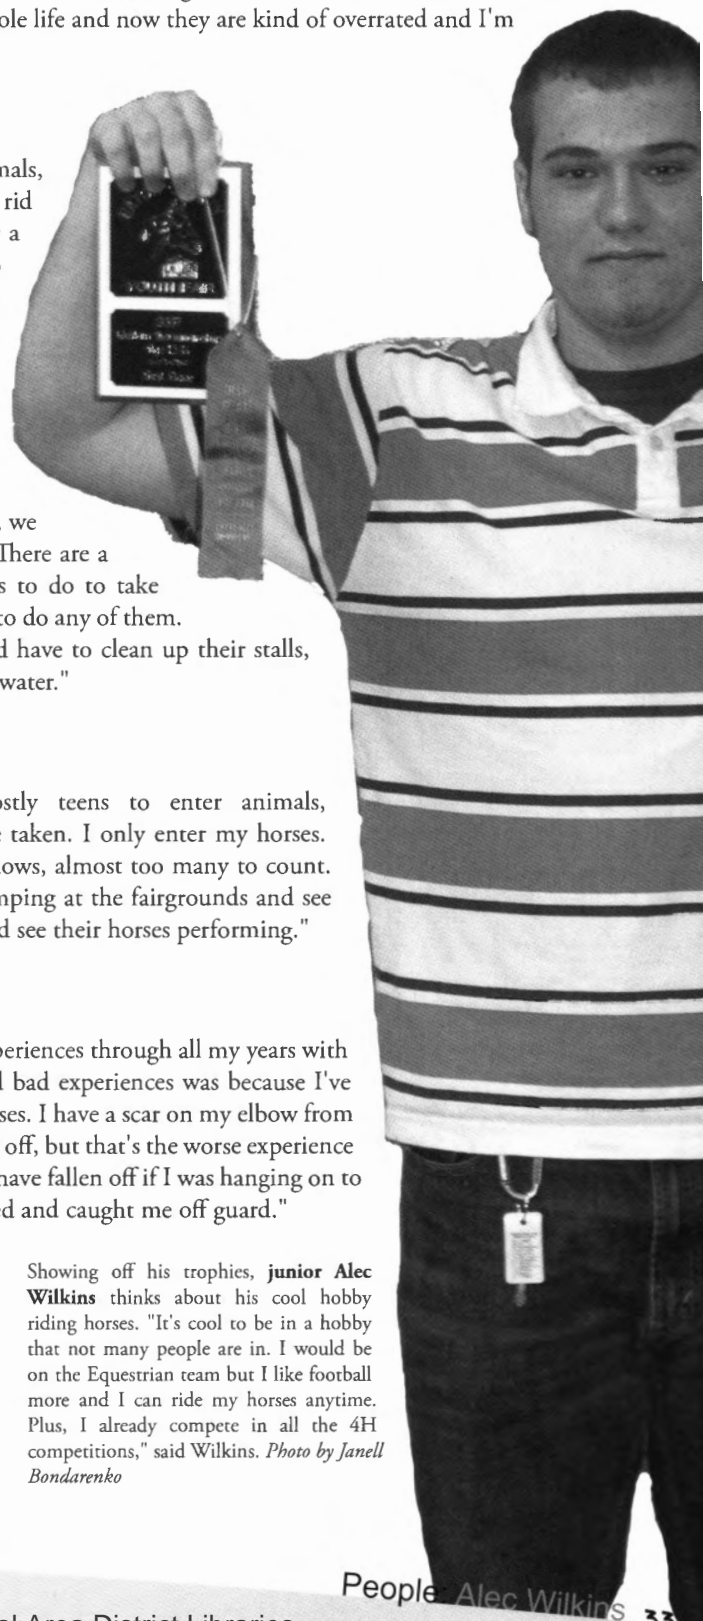 ole life and now they are kind of overrated and I'm
mals,
rid
a
YOUTH
, we
There are a
s to do to take
to do any of them.
d have to clean up their stalls,
water."
ostly teens to enter animals,
e taken. I only enter my horses.
ows, almost too many to count.
mping at the fairgrounds and see
d see their horses performing."
periences through all my years with
d bad experiences was because I've
ses. I have a scar on my elbow from
off, but that's the worse experience
have fallen off if I was hanging on to
ed and caught me off guard."
Showing off his trophies, junior Alec
Wilkins thinks about his cool hobby
riding horses. "It's cool to be in a hobby
that not many people are in. I would be
on the Equestrian team but I like football
more and I can ride my horses anytime.
Plus, I already compete in all the 4H
competitions," said Wilkins. Photo by Janell
Bondarenko
People: Alec Wilkins
al Area District Libraries